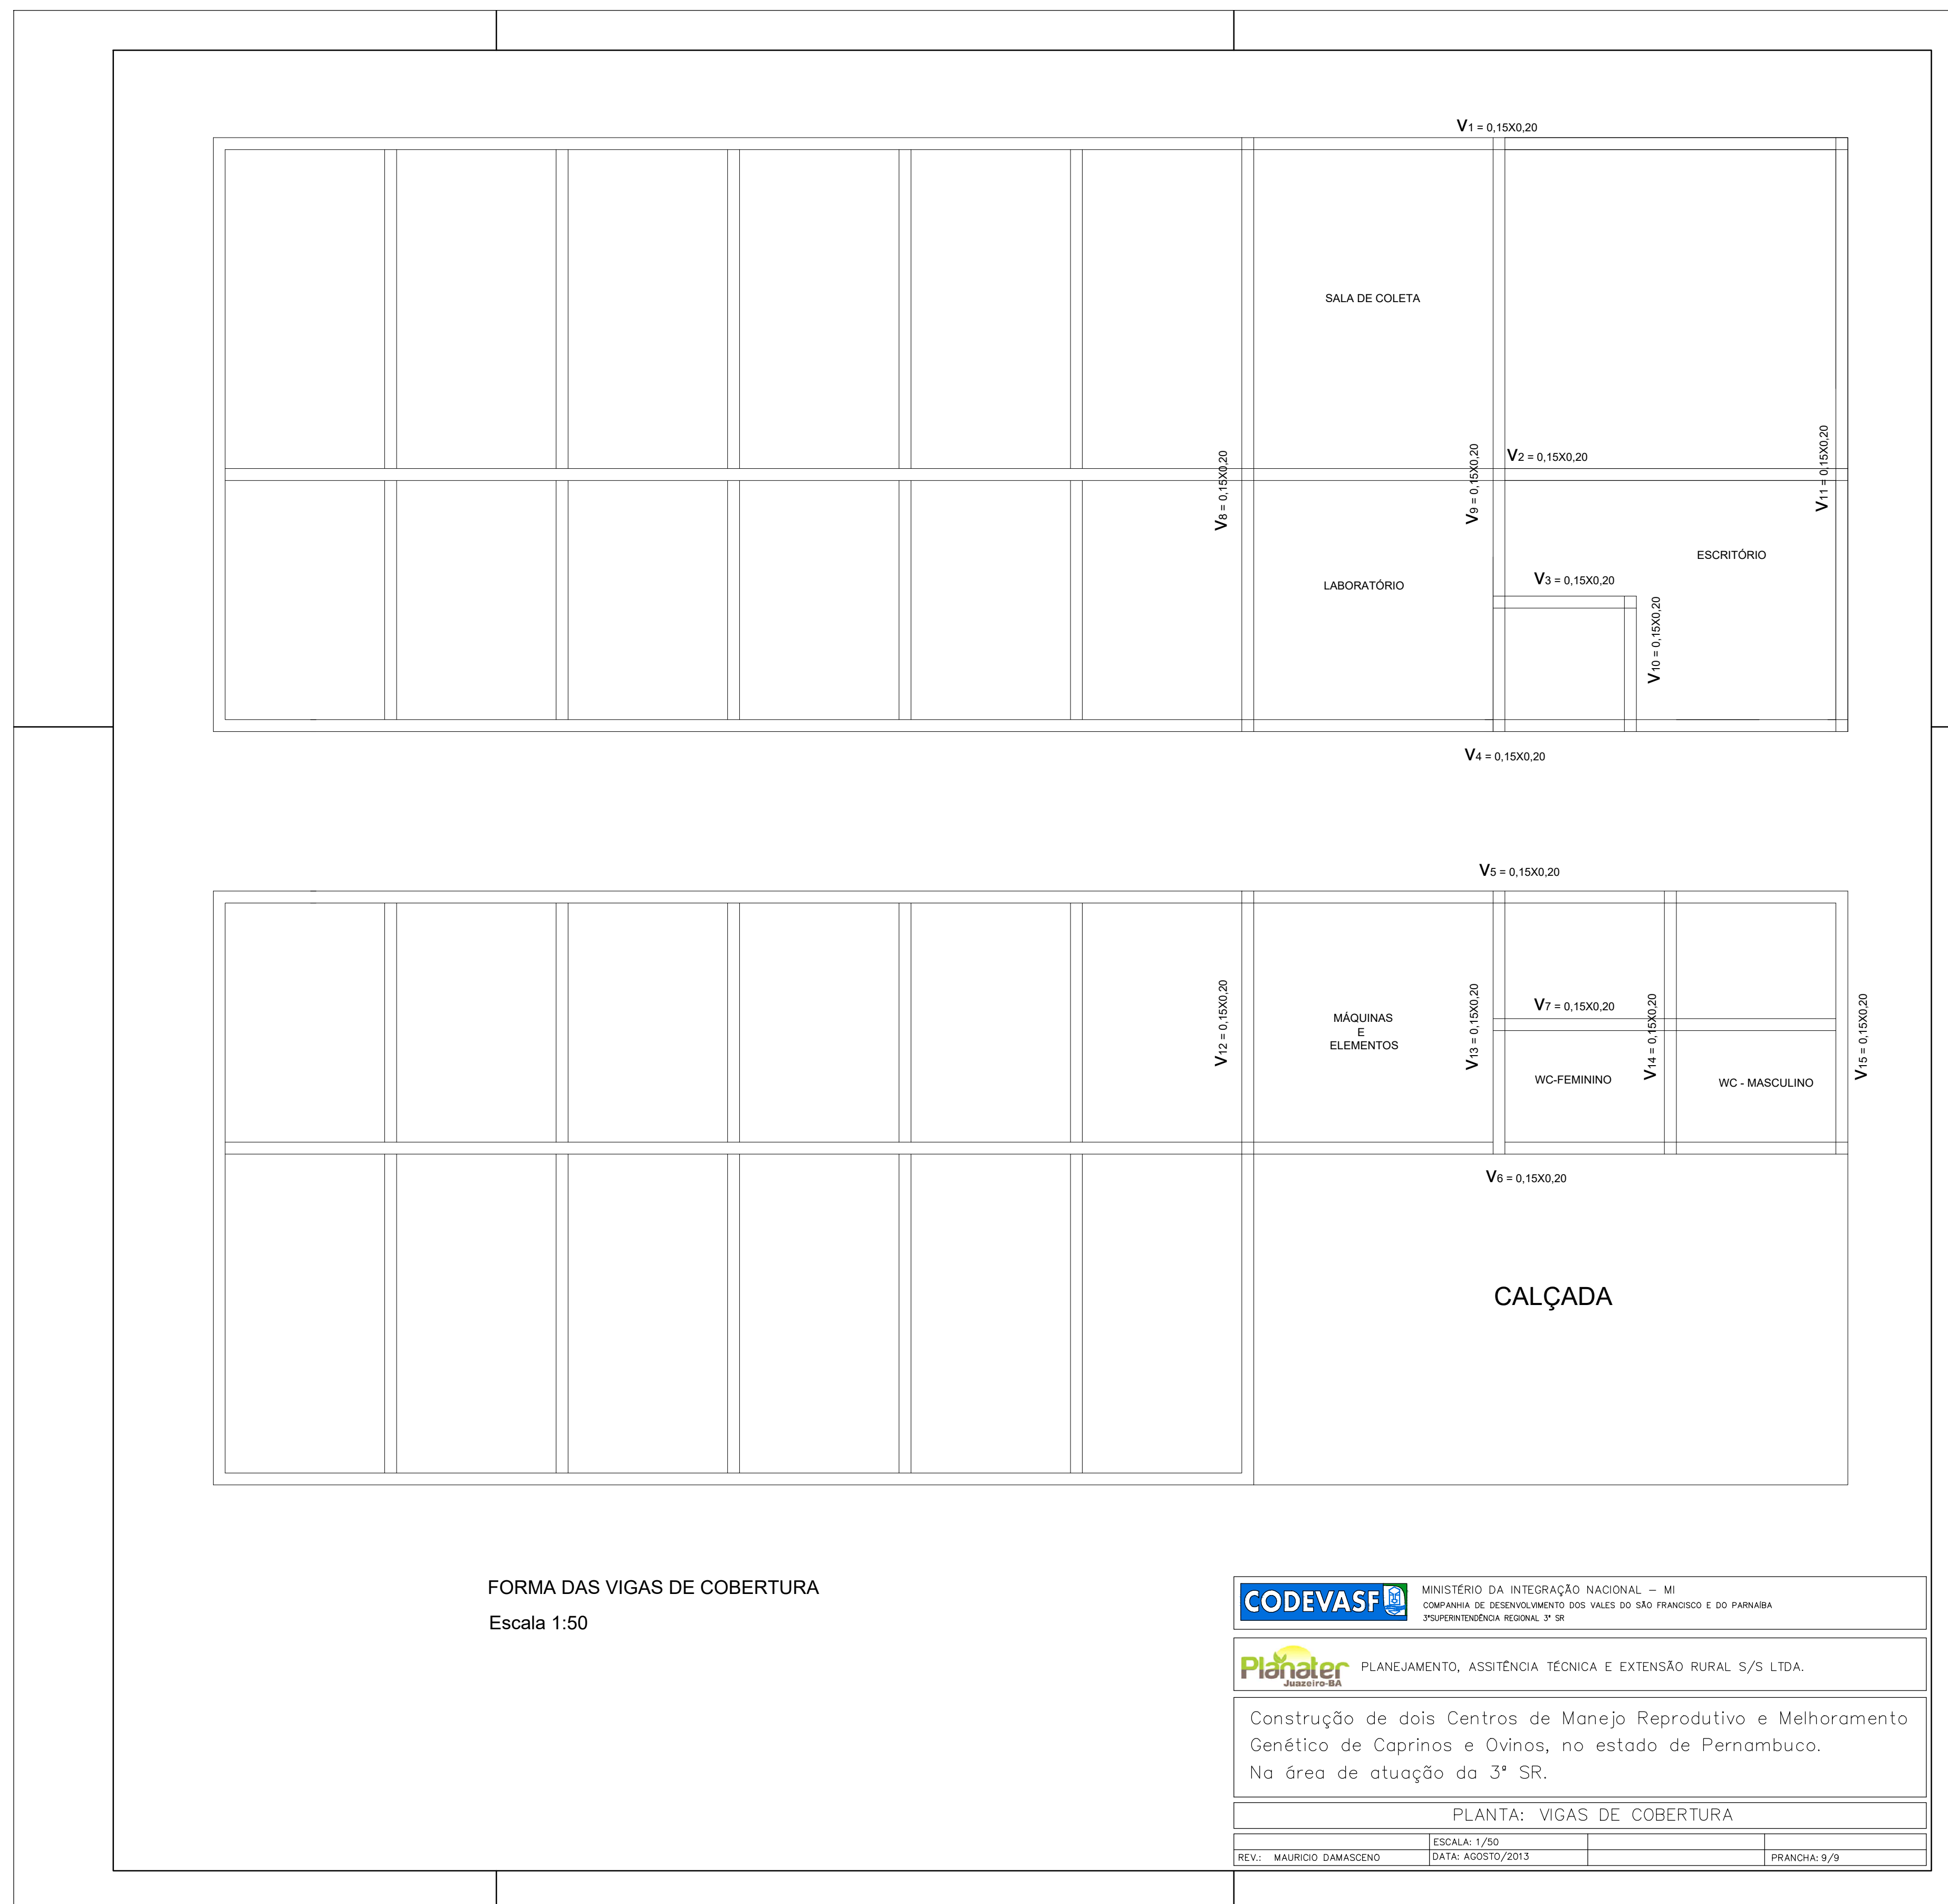 V1 = 0,15X0,20
SALA DE COLETA
V8 = 0,15X0,20
V9 = 0,15X0,20
V2 = 0,15X0,20
V11 = 0,15X0,20
ESCRITÓRIO
LABORATÓRIO
V3 = 0,15X0,20
V10 = 0,15X0,20
V4 = 0,15X0,20
V5 = 0,15X0,20
V12 = 0,15X0,20
MÁQUINAS
E
ELEMENTOS
V13 = 0,15X0,20
V7 = 0,15X0,20
V14 = 0,15X0,20
V15 = 0,15X0,20
WC-FEMININO
WC - MASCULINO
V6 = 0,15X0,20
CALÇADA
FORMA DAS VIGAS DE COBERTURA
Escala 1:50
CODEVASF
MINISTÉRIO DA INTEGRAÇÃO NACIONAL – MI
COMPANHIA DE DESENVOLVIMENTO DOS VALES DO SÃO FRANCISCO E DO PARNAÍBA
3ªSUPERINTENDÊNCIA REGIONAL 3ª SR
Planater
Juazeiro-BA
PLANEJAMENTO, ASSITÊNCIA TÉCNICA E EXTENSÃO RURAL S/S LTDA.
Construção de dois Centros de Manejo Reprodutivo e Melhoramento
Genético de Caprinos e Ovinos, no estado de Pernambuco.
Na área de atuação da 3ª SR.
PLANTA: VIGAS DE COBERTURA
ESCALA: 1/50
REV.: MAURICIO DAMASCENO
DATA: AGOSTO/2013
PRANCHA: 9/9